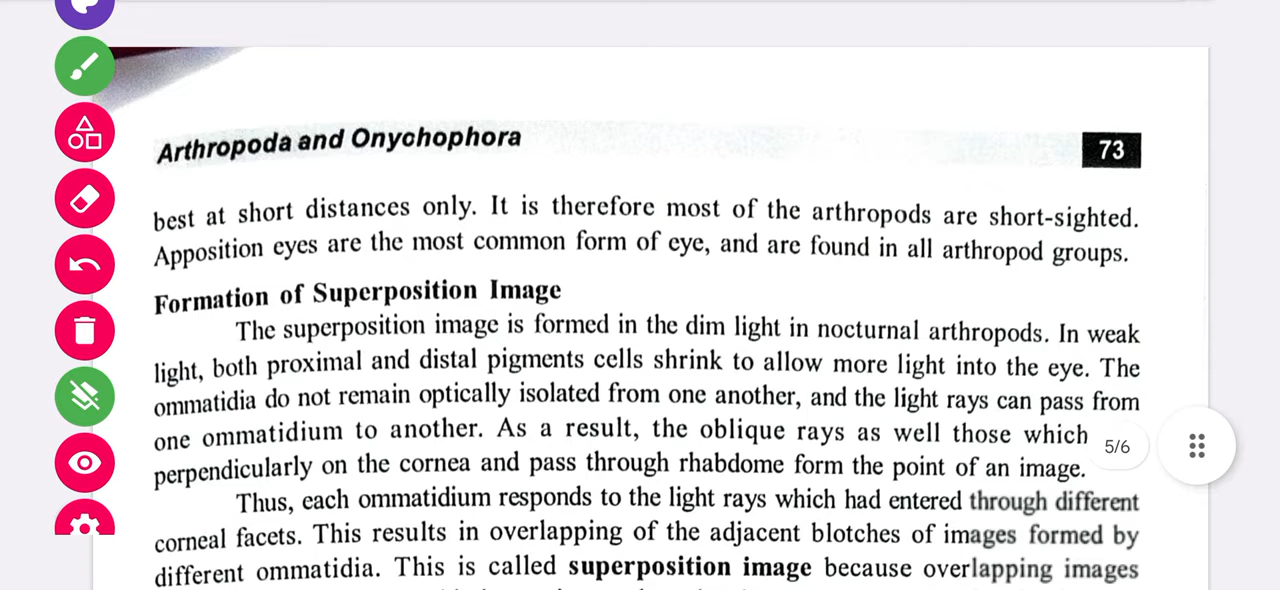 Arthropoda and Onychophora
73
best at short distances only. It is therefore most of the arthropods are short-sighted.
Apposition eyes are the most common form of eye, and are found in all arthropod groups.
Formation of Superposition Image
The superposition image is formed in the dim light in nocturnal arthropods. In weak
light, both proximal and distal pigments cells shrink to allow more light into the eye. The
ommatidia do not remain optically isolated from one another, and the light rays can pass from
one ommatidium to another. As a result, the oblique rays as well those which
5/6
perpendicularly on the cornea and pass through rhabdome form the point of an image.
Thus, each ommatidium responds to the light rays which had entered through different
corneal facets. This results in overlapping of the adjacent blotches of images formed by
different ommatidia. This is called superposition image because overlapping images